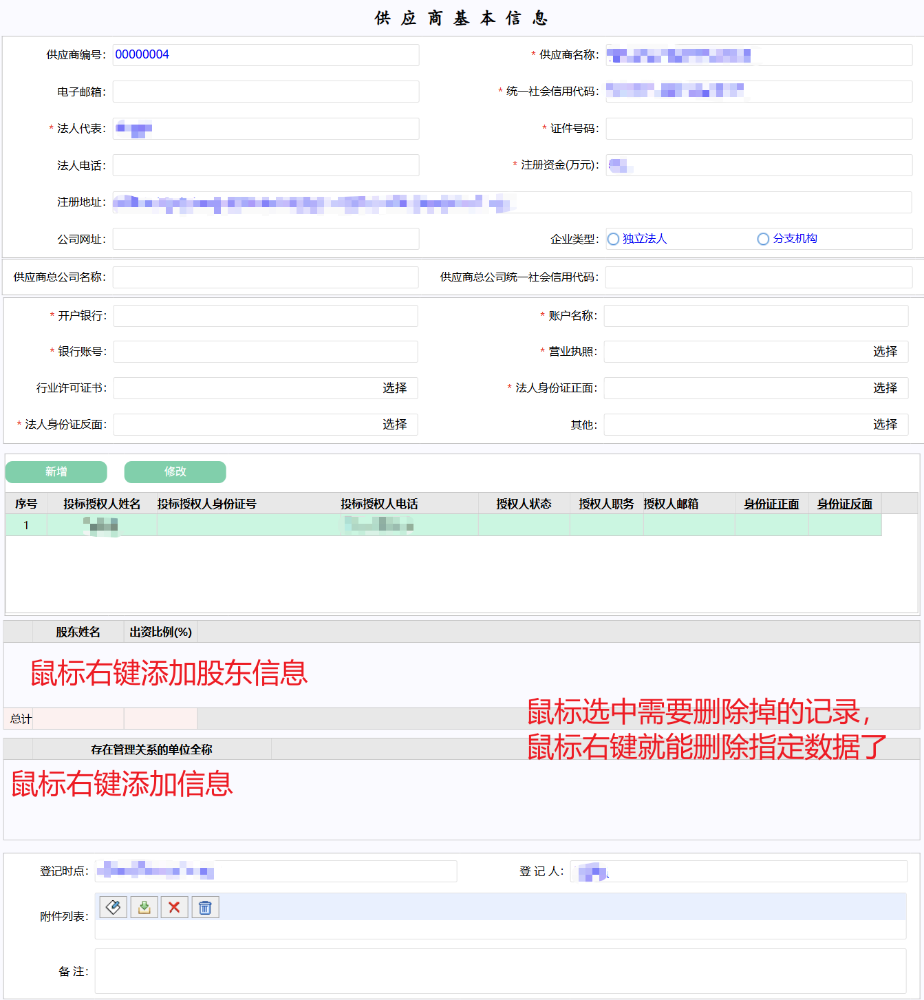 供应商基本信息
供应商编号： 00000004 * 供应商名称：
电子邮箱： * 统一社会信用代码：
* 法人代表： * 证件号码：
法人电话： * 注册资金(万元)：
注册地址：
公司网址： 企业类型： 独立法人 分支机构
供应商总公司名称： 供应商总公司统一社会信用代码：
* 开户银行： * 账户名称：
* 银行账号： * 营业执照： 选择
行业许可证书： 选择 * 法人身份证正面： 选择
* 法人身份证反面： 选择 其他： 选择
新增 修改
序号 投标授权人姓名 投标授权人身份证号 投标授权人电话 授权人状态 授权人职务 授权人邮箱 身份证正面 身份证反面
1
股东姓名 出资比例(%)
鼠标右键添加股东信息
鼠标选中需要删除掉的记录，
总计
鼠标右键就能删除指定数据了
存在管理关系的单位全称
鼠标右键添加信息
登记时点： 登 记 人：
附件列表：
备 注：